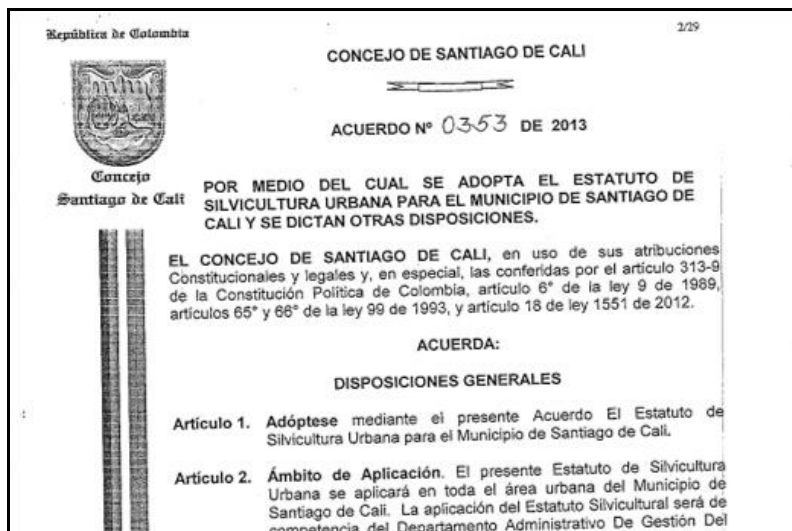 República de Colombia
2/29
CONCEJO DE SANTIAGO DE CALI
ACUERDO Nº 0353 DE 2013
Concejo
Santiago de Cali
POR MEDIO DEL CUAL SE ADOPTA EL ESTATUTO DE
SILVICULTURA URBANA PARA EL MUNICIPIO DE SANTIAGO DE
CALI Y SE DICTAN OTRAS DISPOSICIONES.
EL CONCEJO DE SANTIAGO DE CALI, en uso de sus atribuciones
Constitucionales y legales y, en especial, las conferidas por el artículo 313-9
de la Constitución Política de Colombia, artículo 6° de la ley 9 de 1989,
artículos 65° y 66° de la ley 99 de 1993, y artículo 18 de ley 1551 de 2012.
ACUERDA:
DISPOSICIONES GENERALES
Artículo 1. Adóptese mediante el presente Acuerdo El Estatuto de
Silvicultura Urbana para el Municipio de Santiago de Cali.
Artículo 2. Ámbito de Aplicación. El presente Estatuto de Silvicultura
Urbana se aplicará en toda el área urbana del Municipio de
Santiago de Cali. La aplicación del Estatuto Silvicultural será de
competencia del Departamento Administrativo De Gestión Del